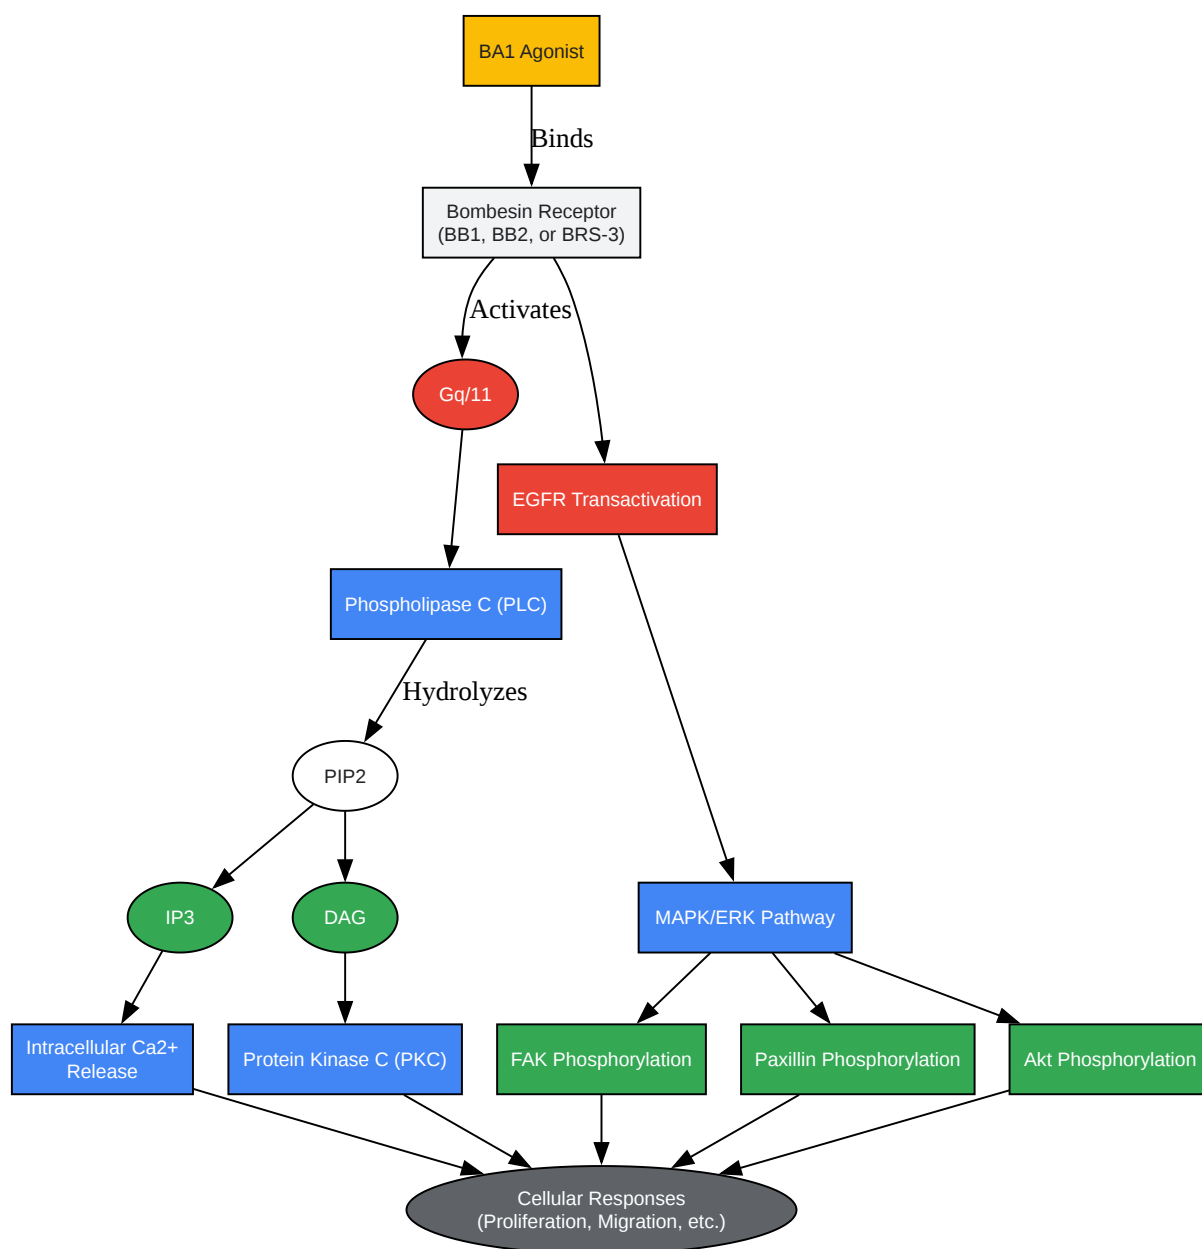 BA1 Agonist
Binds
Bombesin Receptor
(BB1, BB2, or BRS-3)
Activates
Gq/11
EGFR Transactivation
Phospholipase C (PLC)
Hydrolyzes
PIP2
IP3
DAG
MAPK/ERK Pathway
Intracellular Ca2+
Release
Protein Kinase C (PKC)
FAK Phosphorylation
Paxillin Phosphorylation
Akt Phosphorylation
Cellular Responses
(Proliferation, Migration, etc.)